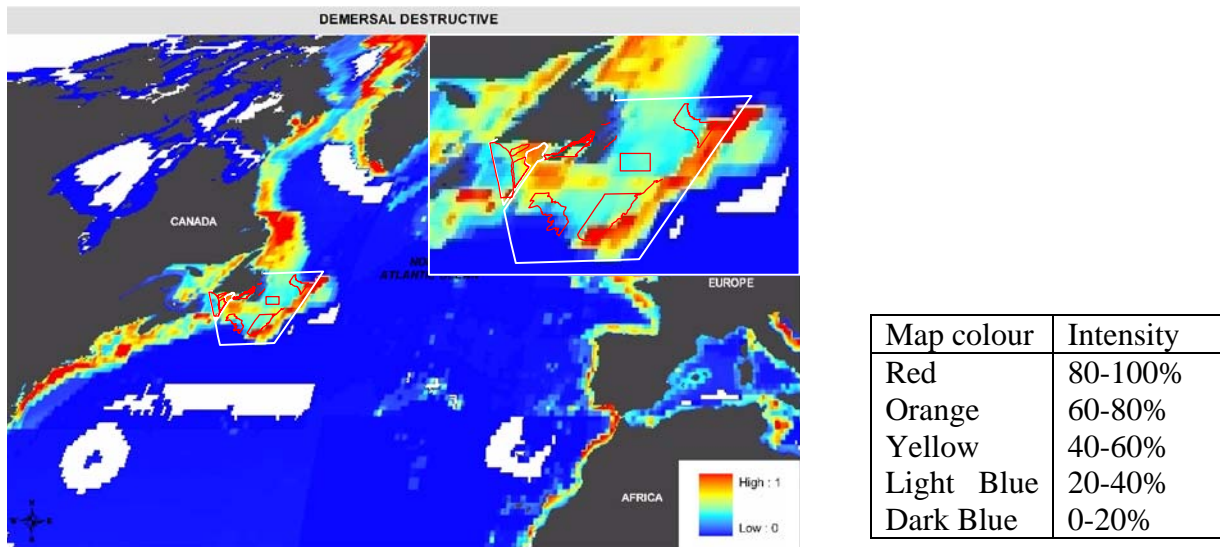 DEMERSAL DESTRUCTIVE
CANADA
EUROPE
AFRICA
High : 1
Low : 0
Map colour Intensity
Red 80-100%
Orange 60-80%
Yellow 40-60%
Light Blue 20-40%
Dark Blue 0-20%